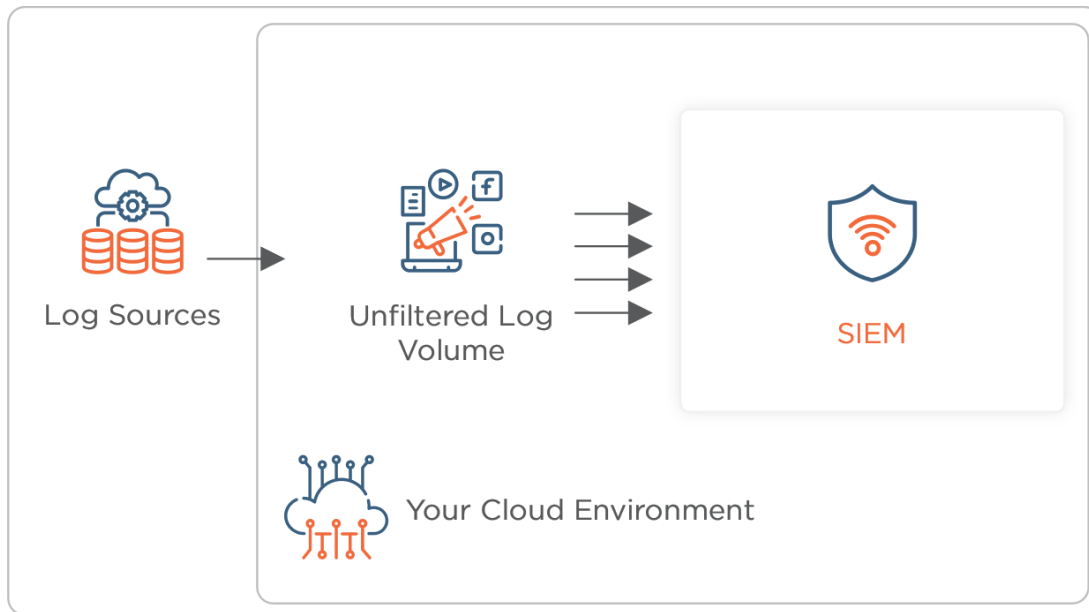 Log Sources
Unfiltered Log
Volume
SIEM
Your Cloud Environment